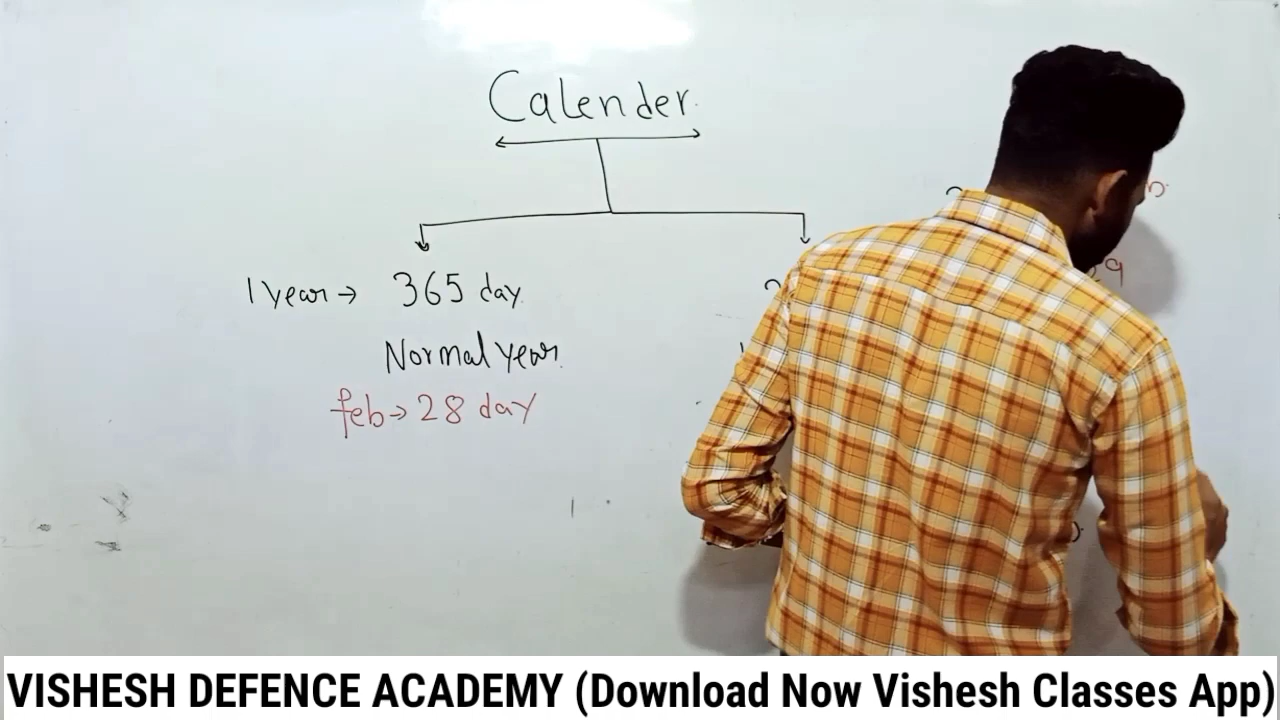 Calender
1 year → 365 day
Normal year
feb → 28 day
VISHESH DEFENCE ACADEMY (Download Now Vishesh Classes App)